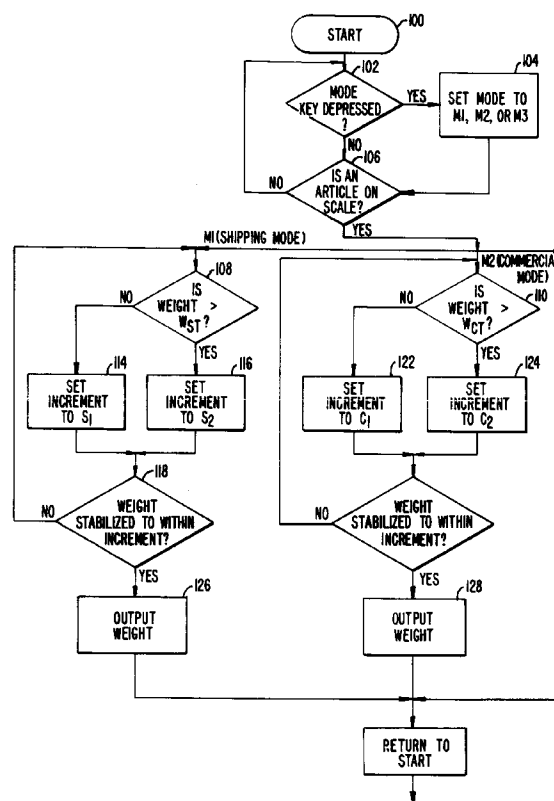 START
100
102
MODE
KEY DEPRESSED
?
YES
104
SET MODE TO
M1, M2, OR M3
NO
106
IS AN
ARTICLE ON
SCALE?
NO
YES
M1 (SHIPPING MODE)
M2 (COMMERCIA
MODE)
108
IS
WEIGHT >
WST ?
NO
YES
110
IS
WEIGHT >
WCT ?
NO
YES
114
SET
INCREMENT
TO S1
116
SET
INCREMENT
TO S2
122
SET
INCREMENT
TO C1
124
SET
INCREMENT
TO C2
118
WEIGHT
STABILIZED TO WITHIN
INCREMENT?
NO
YES
WEIGHT
STABILIZED TO WITHIN
INCREMENT?
NO
YES
126
OUTPUT
WEIGHT
128
OUTPUT
WEIGHT
RETURN TO
START